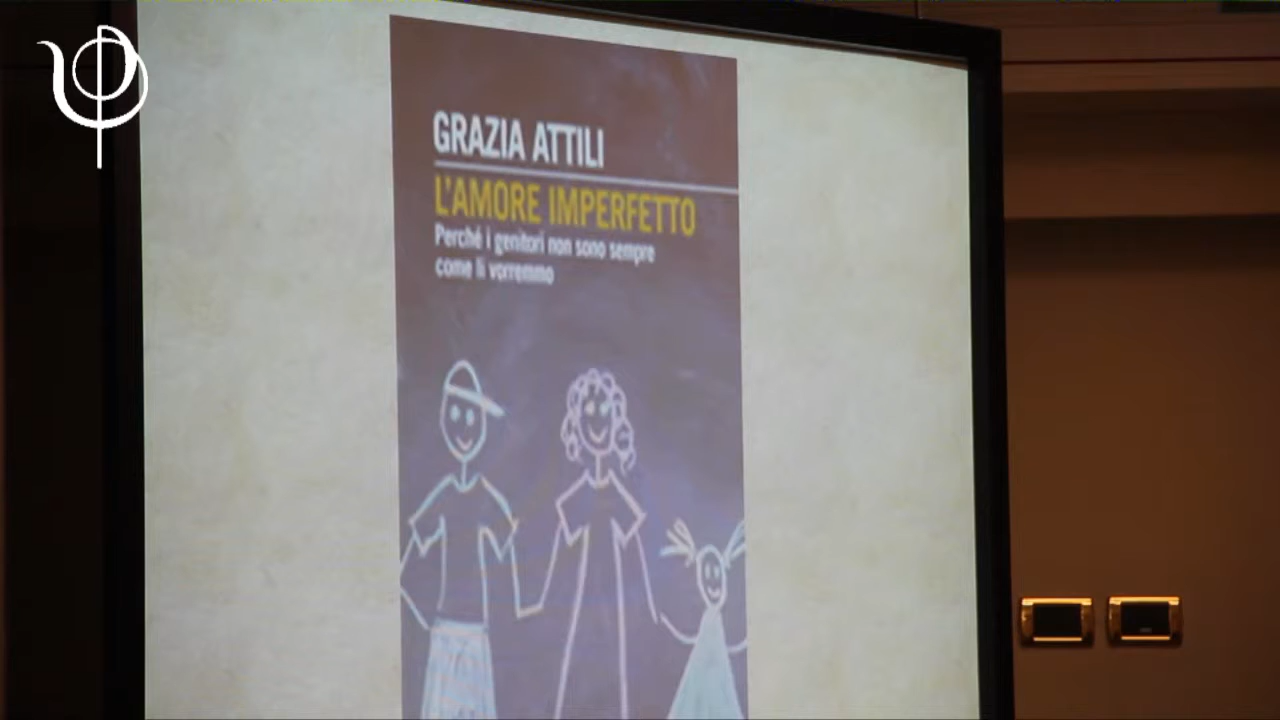 GRAZIA ATTILI
L'AMORE IMPERFETTO
Perché i genitori non sono sempre
come li vorremmo